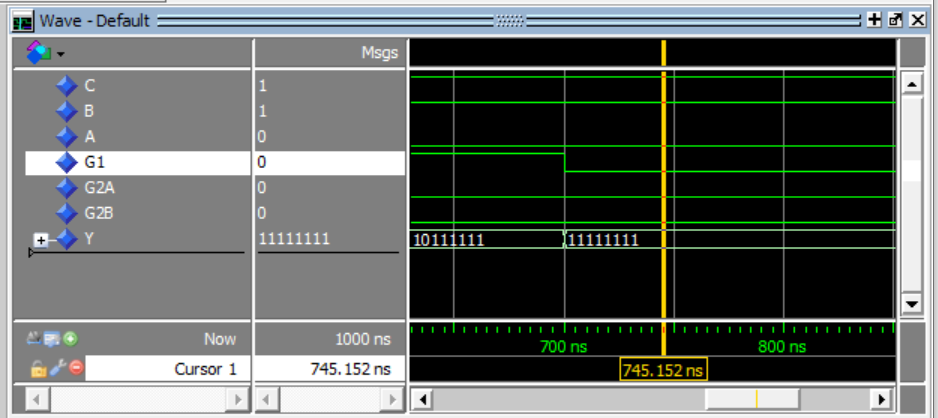 Wave - Default
Msgs
C 1
B 1
A 0
G1 0
G2A 0
G2B 0
Y 11111111 10111111 11111111
Now 1000 ns 700 ns 800 ns
Cursor 1 745.152 ns 745.152 ns